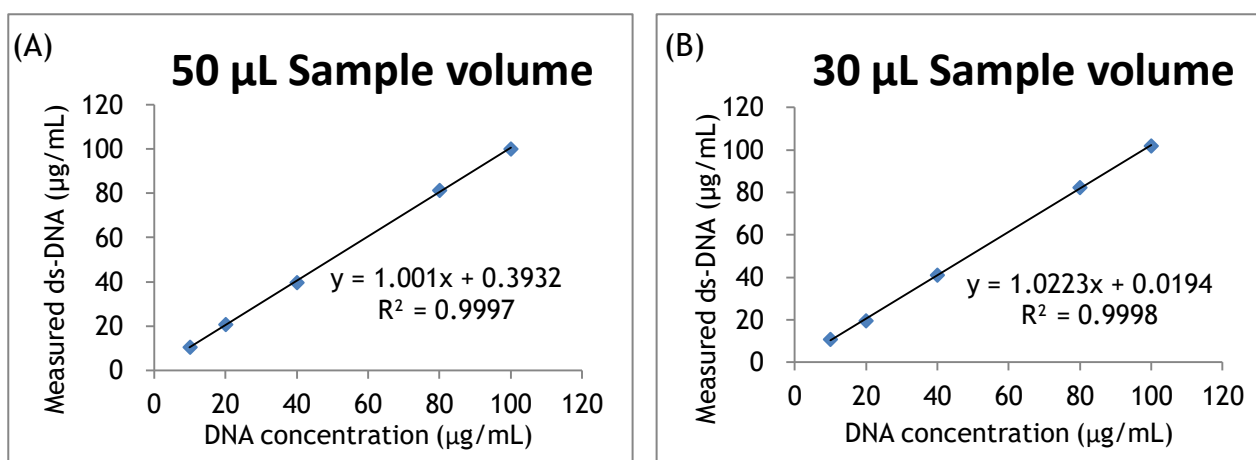 (A)
50 µL Sample volume
Measured ds-DNA (µg/mL)
120
100
80
60
40
20
0
y = 1.001x + 0.3932
R² = 0.9997
0 20 40 60 80 100 120
DNA concentration (µg/mL)
(B)
30 µL Sample volume
Measured ds-DNA (µg/mL)
120
100
80
60
40
20
0
y = 1.0223x + 0.0194
R² = 0.9998
0 20 40 60 80 100 120
DNA concentration (µg/mL)